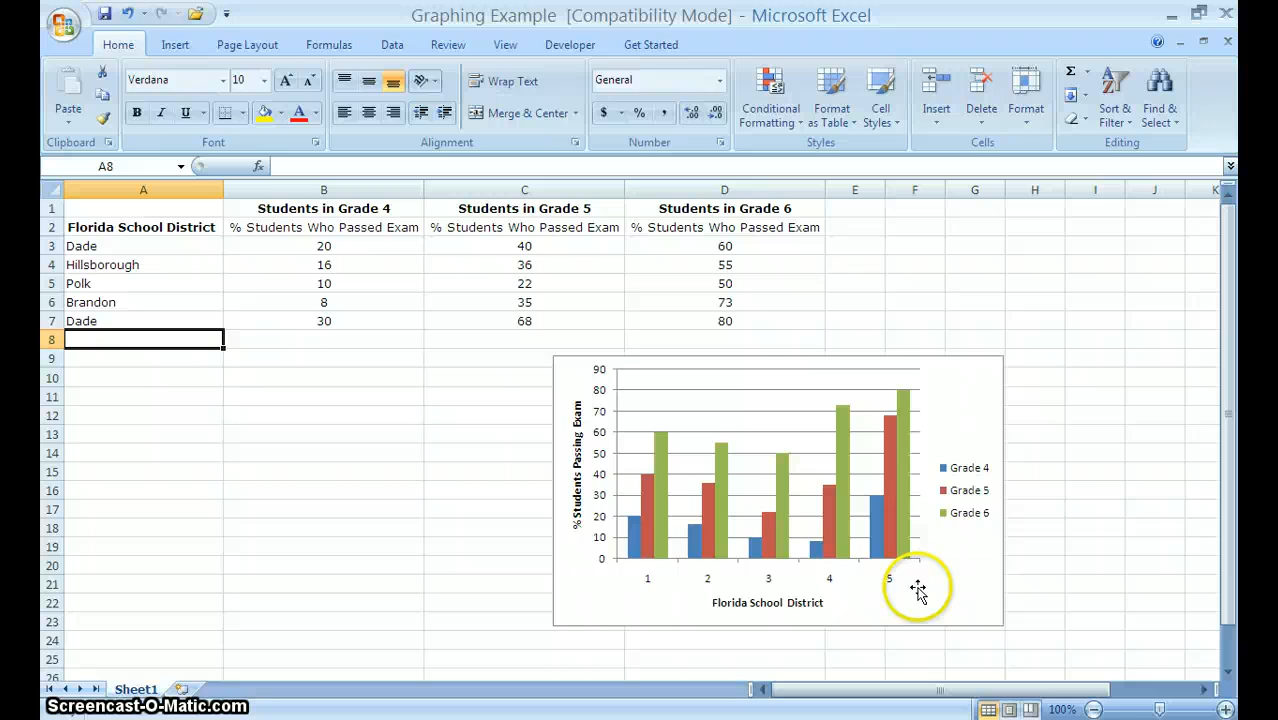 Graphing Example [Compatibility Mode] - Microsoft Excel
Home Insert Page Layout Formulas Data Review View Developer Get Started
Paste
Clipboard
Verdana 10 A A
B I U A
Font
Wrap Text
Merge & Center
Alignment
General
$ % ,
Number
Conditional Formatting
Format as Table
Cell Styles
Styles
Insert Delete Format
Cells
Σ
Sort & Filter
Find & Select
Editing
A8 fx
A B C D E F G H I J K
1 Students in Grade 4 Students in Grade 5 Students in Grade 6
2 Florida School District % Students Who Passed Exam % Students Who Passed Exam % Students Who Passed Exam
3 Dade 20 40 60
4 Hillsborough 16 36 55
5 Polk 10 22 50
6 Brandon 8 35 73
7 Dade 30 68 80
8
9
10
11
12
13
14
15
16
17
18
19
20
21
22
23
24
25
26
% Students Passing Exam
90
80
70
60
50
40
30
20
10
0
1 2 3 4 5
Florida School District
Grade 4
Grade 5
Grade 6
Sheet1
100%
Screencast-O-Matic.com